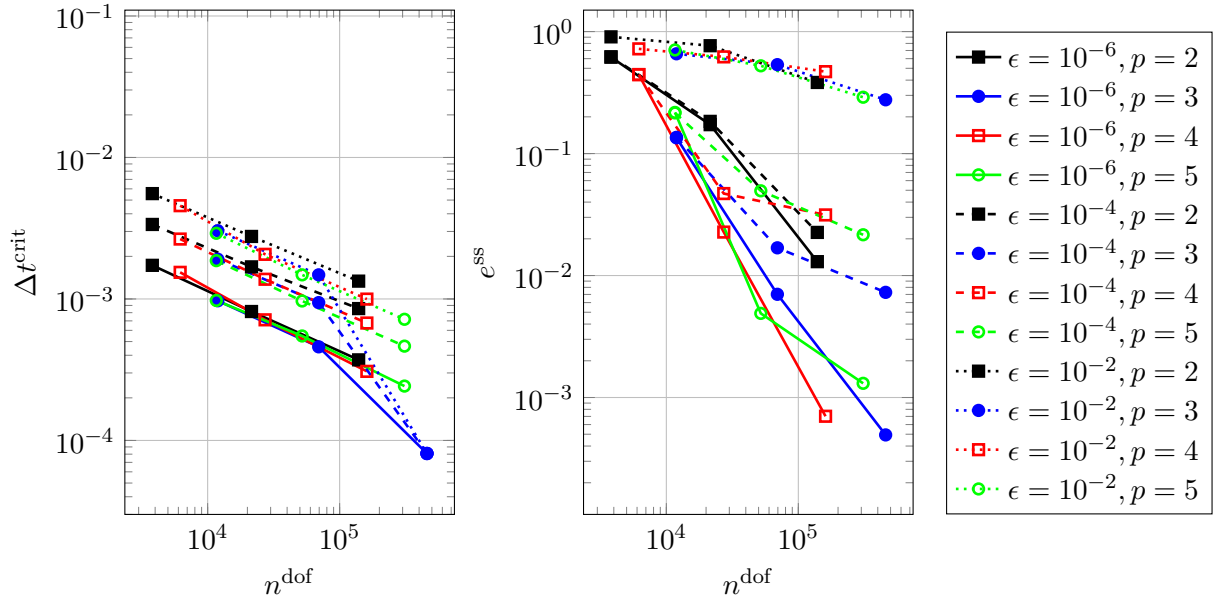 10^{-1}
10^{-2}
10^{-3}
10^{-4}
Δt^{crit}
10^4 10^5
n^{dof}
10^0
10^{-1}
10^{-2}
10^{-3}
e^{ss}
10^4 10^5
n^{dof}
ϵ = 10^{-6}, p = 2
ϵ = 10^{-6}, p = 3
ϵ = 10^{-6}, p = 4
ϵ = 10^{-6}, p = 5
ϵ = 10^{-4}, p = 2
ϵ = 10^{-4}, p = 3
ϵ = 10^{-4}, p = 4
ϵ = 10^{-4}, p = 5
ϵ = 10^{-2}, p = 2
ϵ = 10^{-2}, p = 3
ϵ = 10^{-2}, p = 4
ϵ = 10^{-2}, p = 5